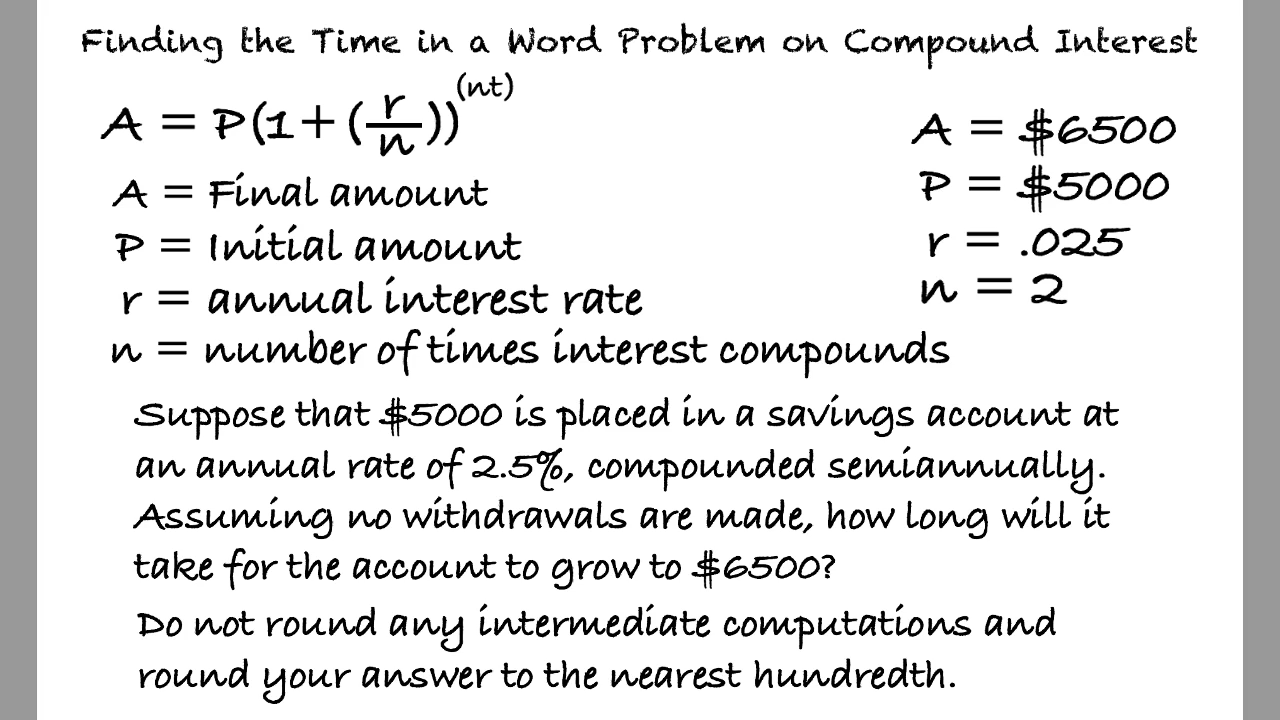 Finding the Time in a Word Problem on Compound Interest
A = P(1+(r/n))^(nt)
A = Final amount
P = Initial amount
r = annual interest rate
n = number of times interest compounds
A = $6500
P = $5000
r = .025
n = 2
Suppose that $5000 is placed in a savings account at
an annual rate of 2.5%, compounded semiannually.
Assuming no withdrawals are made, how long will it
take for the account to grow to $6500?
Do not round any intermediate computations and
round your answer to the nearest hundredth.